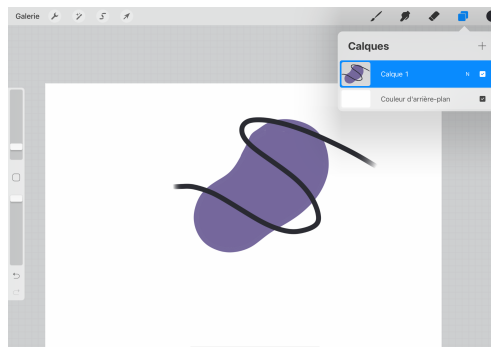 Galerie
Calques
Calque 1
N
Couleur d'arrière-plan